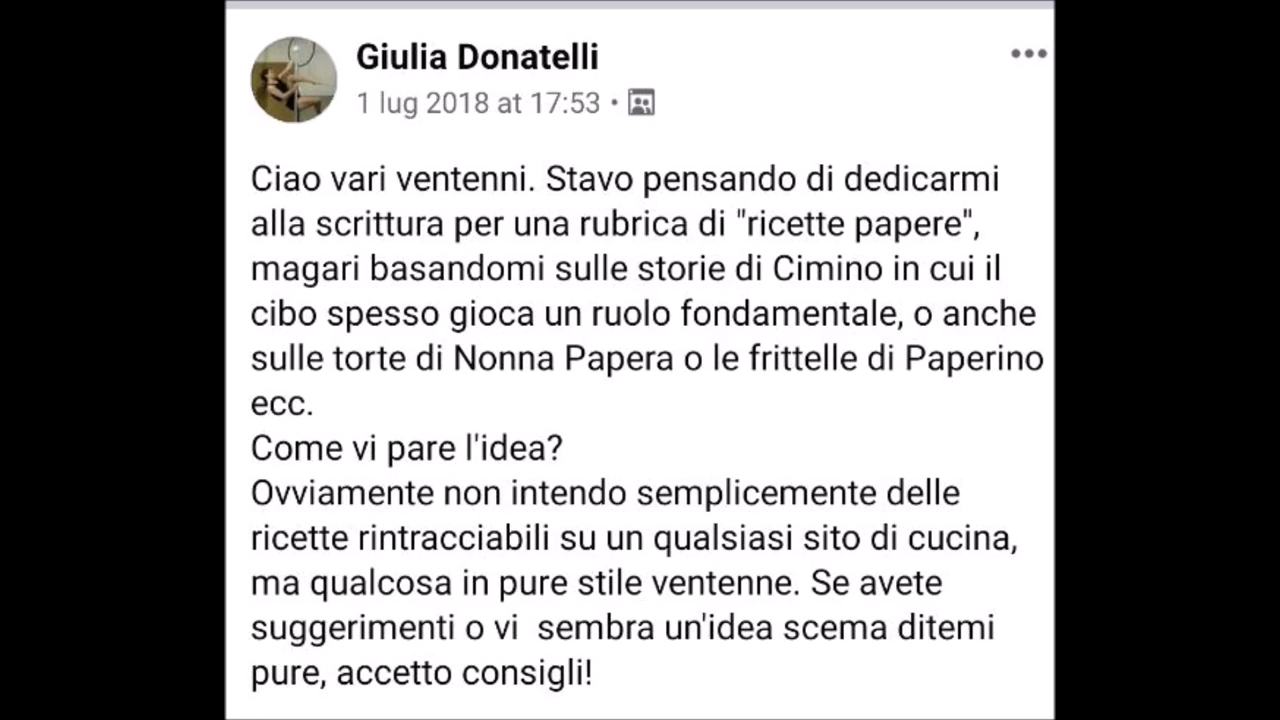 Giulia Donatelli
1 lug 2018 at 17:53 •
Ciao vari ventenni. Stavo pensando di dedicarmi
alla scrittura per una rubrica di "ricette papere",
magari basandomi sulle storie di Cimino in cui il
cibo spesso gioca un ruolo fondamentale, o anche
sulle torte di Nonna Papera o le frittelle di Paperino
ecc.
Come vi pare l'idea?
Ovviamente non intendo semplicemente delle
ricette rintracciabili su un qualsiasi sito di cucina,
ma qualcosa in pure stile ventenne. Se avete
suggerimenti o vi  sembra un'idea scema ditemi
pure, accetto consigli!